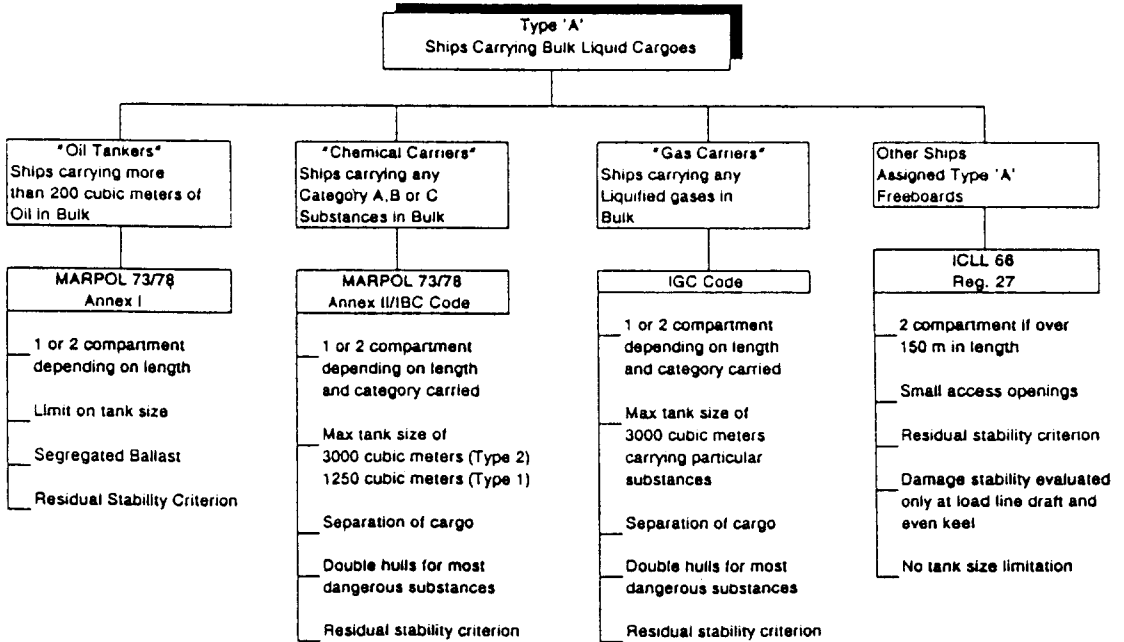 Type 'A'
Ships Carrying Bulk Liquid Cargoes
"Oil Tankers"
Ships carrying more
than 200 cubic meters of
Oil in Bulk
MARPOL 73/78
Annex I
1 or 2 compartment
depending on length
Limit on tank size
Segregated Ballast
Residual Stability Criterion
"Chemical Carriers"
Ships carrying any
Category A,B or C
Substances in Bulk
MARPOL 73/78
Annex II/IBC Code
1 or 2 compartment
depending on length
and category carried
Max tank size of
3000 cubic meters (Type 2)
1250 cubic meters (Type 1)
Separation of cargo
Double hulls for most
dangerous substances
Residual stability criterion
"Gas Carriers"
Ships carrying any
Liquified gases in
Bulk
IGC Code
1 or 2 compartment
depending on length
and category carried
Max tank size of
3000 cubic meters
carrying particular
substances
Separation of cargo
Double hulls for most
dangerous substances
Residual stability criterion
Other Ships
Assigned Type 'A'
Freeboards
ICLL 66
Reg. 27
2 compartment if over
150 m in length
Small access openings
Residual stability criterion
Damage stability evaluated
only at load line draft and
even keel
No tank size limitation